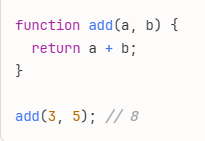 function add(a, b) {
  return a + b;
}

add(3, 5); // 8